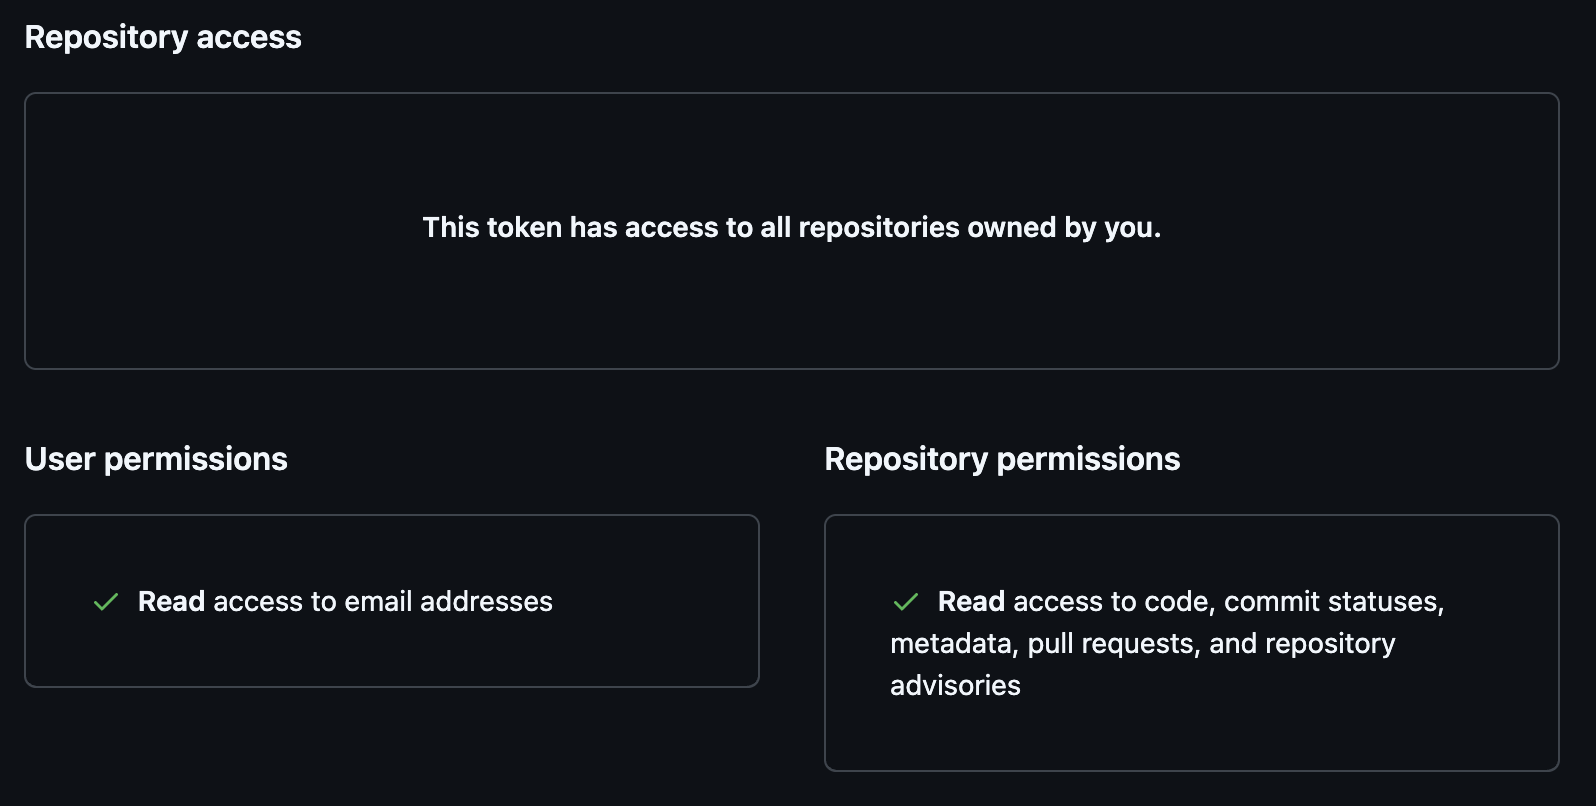 Repository access
This token has access to all repositories owned by you.
User permissions
Read access to email addresses
Repository permissions
Read access to code, commit statuses,
metadata, pull requests, and repository
advisories